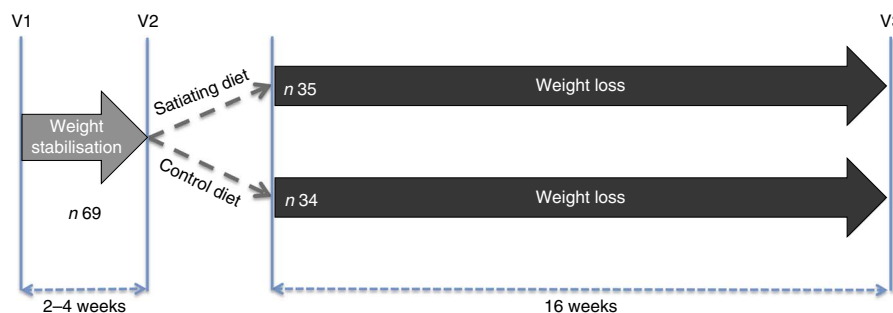 V1
V2
V3
Satiating diet
n 35
Weight loss
Weight
stabilisation
Control diet
n 34
Weight loss
n 69
2–4 weeks
16 weeks